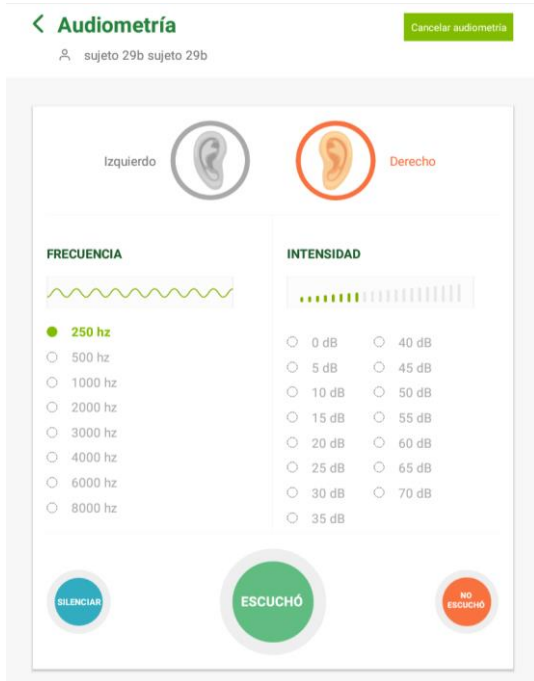 Audiometría
Cancelar audiometría
sujeto 29b sujeto 29b
Izquierdo
Derecho
FRECUENCIA
INTENSIDAD
250 hz
500 hz
1000 hz
2000 hz
3000 hz
4000 hz
6000 hz
8000 hz
0 dB
5 dB
10 dB
15 dB
20 dB
25 dB
30 dB
35 dB
40 dB
45 dB
50 dB
55 dB
60 dB
65 dB
70 dB
SILENCIAR
ESCUCHÓ
NO
ESCUCHÓ